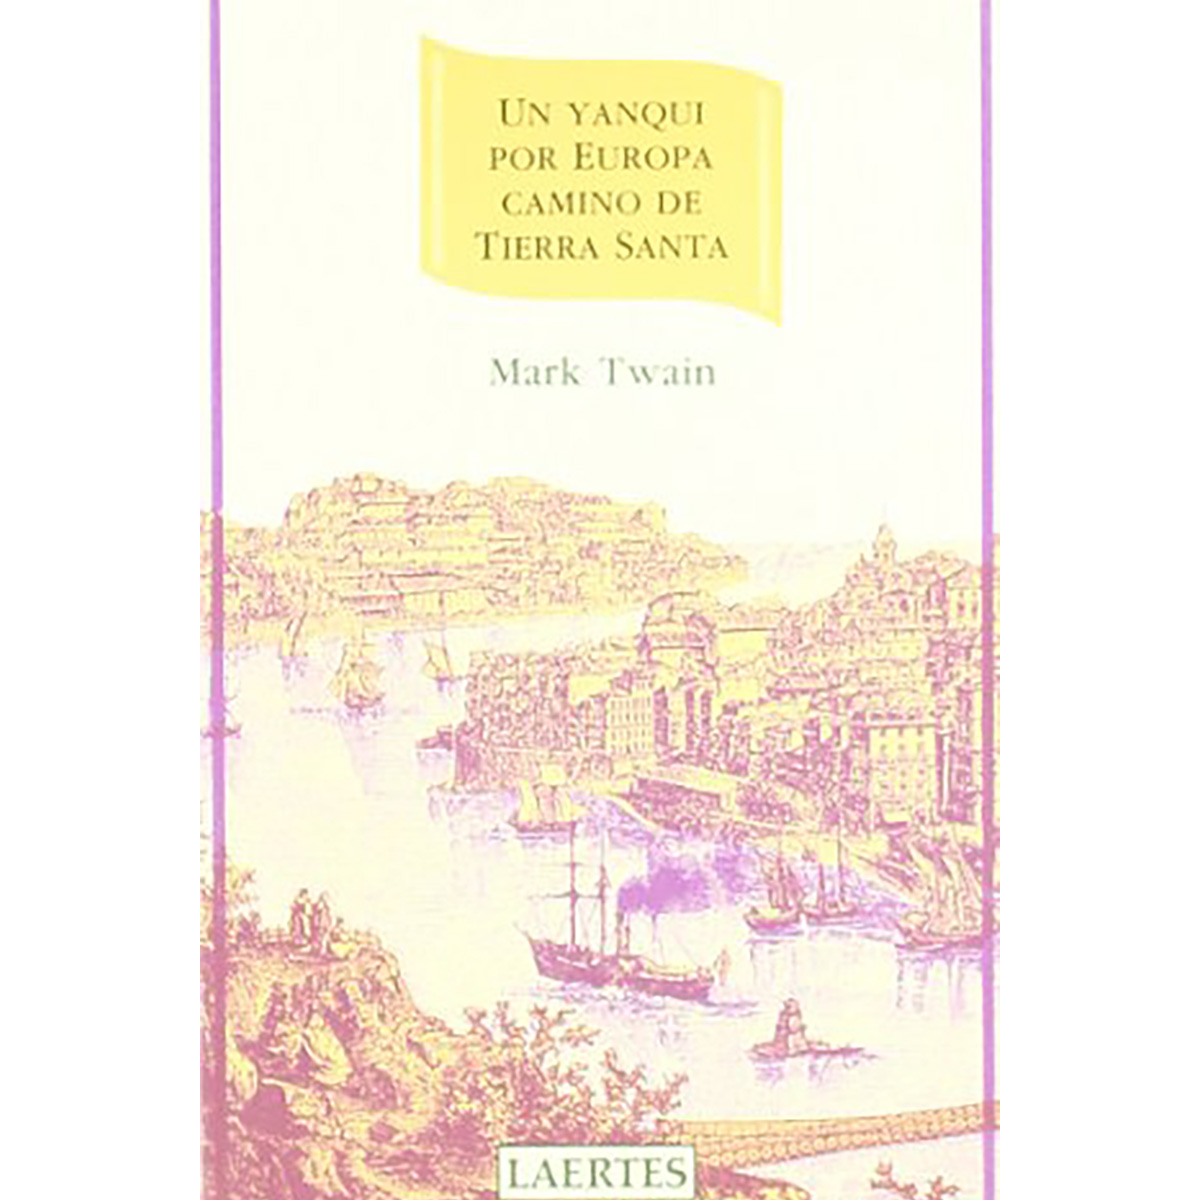 UN YANQUI
POR EUROPA
CAMINO DE
TIERRA SANTA
Mark Twain
LAERTES